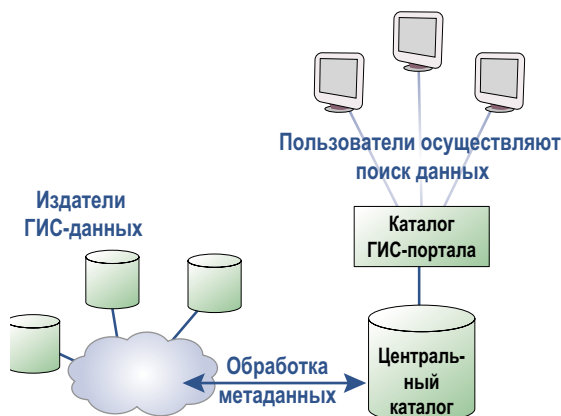 Пользователи осуществляют
поиск данных
Издатели
ГИС-данных
Каталог
ГИС-портала
Обработка
метаданных
Централь-
ный
каталог